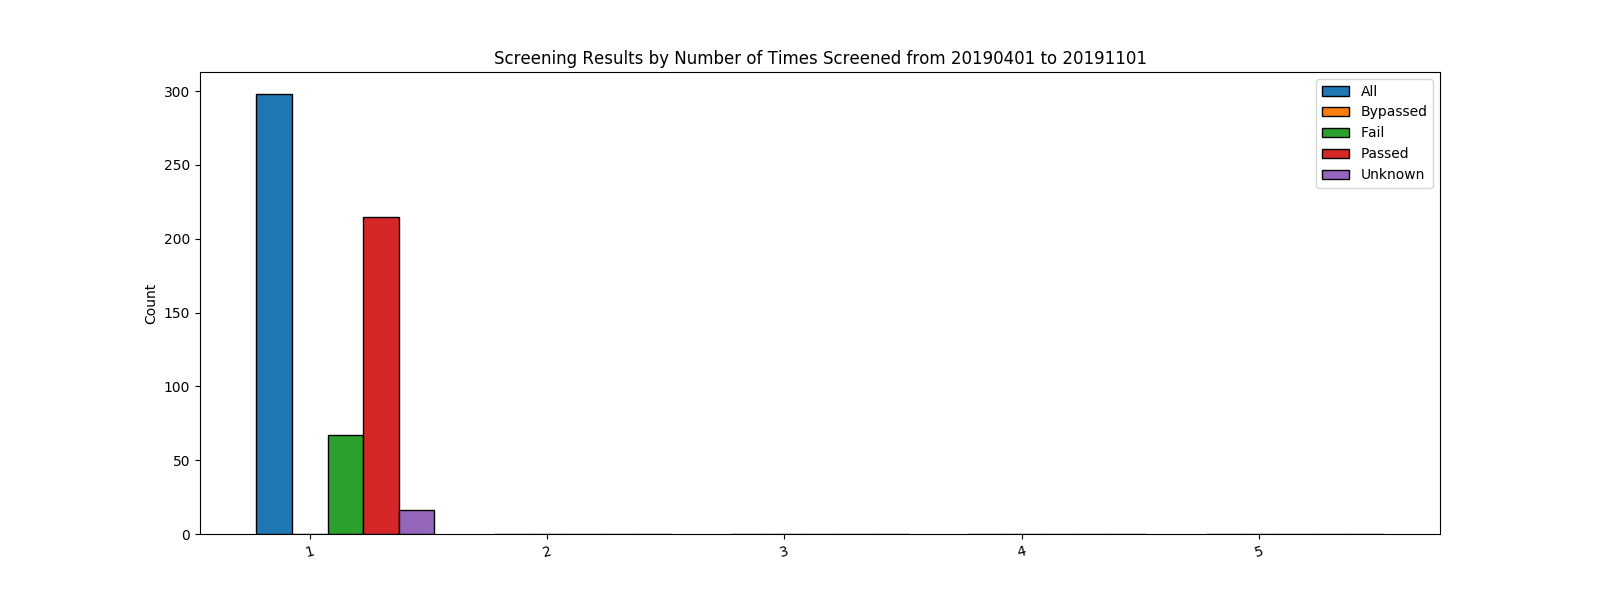 Screening Results by Number of Times Screened from 20190401 to 20191101
300
250
200
150
100
50
0
Count
All
Bypassed
Fail
Passed
Unknown
1
2
3
4
5